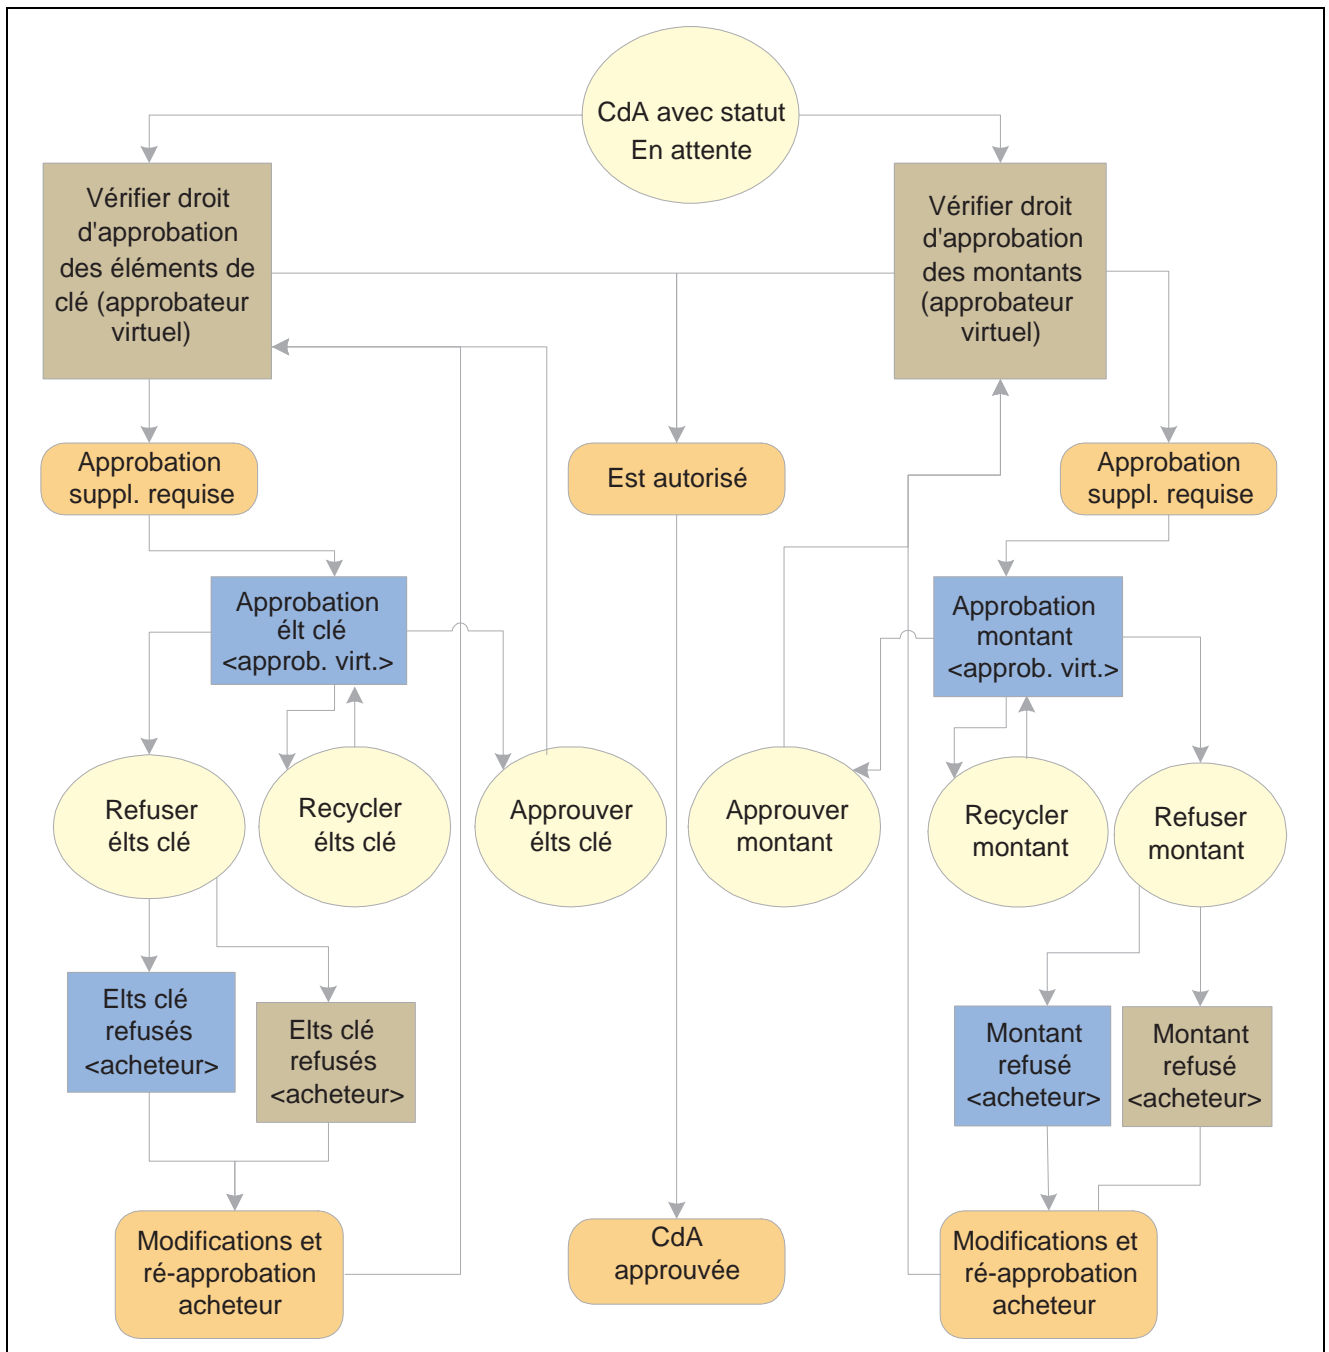 CdA avec statut
En attente
Vérifier droit
d'approbation
des éléments de
clé (approbateur
virtuel)
Vérifier droit
d'approbation
des montants
(approbateur
virtuel)
Approbation
suppl. requise
Est autorisé
Approbation
suppl. requise
Approbation
élt clé
<approb. virt.>
Approbation
montant
<approb. virt.>
Refuser
élts clé
Recycler
élts clé
Approuver
élts clé
Approuver
montant
Recycler
montant
Refuser
montant
Elts clé
refusés
<acheteur>
Elts clé
refusés
<acheteur>
Montant
refusé
<acheteur>
Montant
refusé
<acheteur>
Modifications et
ré-approbation
acheteur
CdA
approuvée
Modifications et
ré-approbation
acheteur